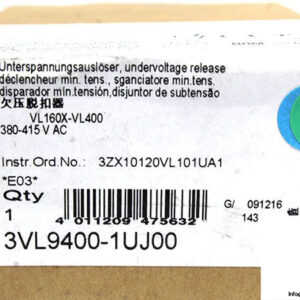 Unterspannungsauslöser, undervoltage release
déclencheur min. tens., sganciatore min.tens.
disparador mín.tensión,disjuntor de subtensão
欠压脱扣器
VL160X-VL400
380-415 V AC
Instr.Ord.No.: 3ZX10120VL101UA1
*E03*
Qty
1
4 011209 475632
G/ 091216
143
3VL9400-1UJ00